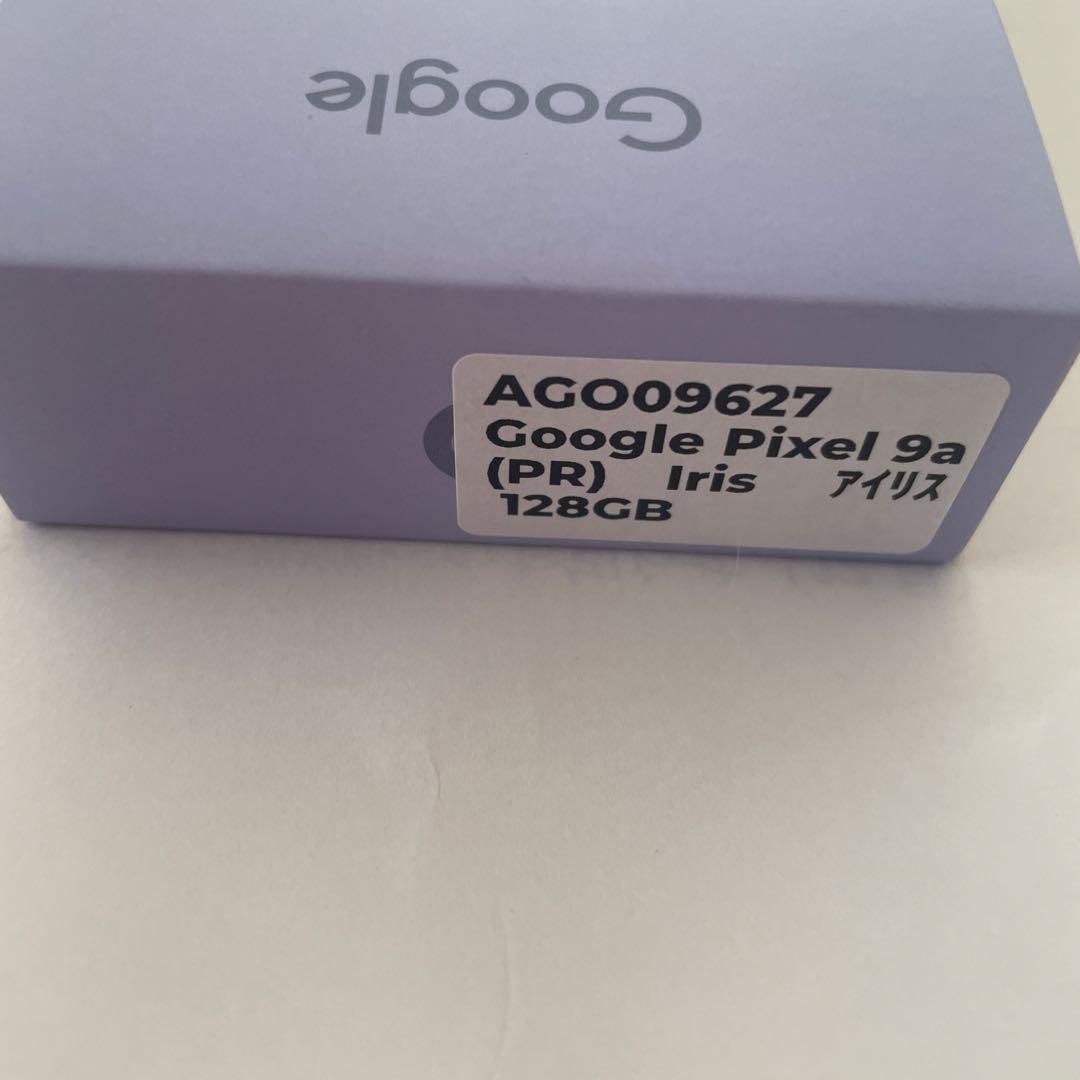 Google
AGO09627
Google Pixel 9a
(PR) Iris アイリス
128GB